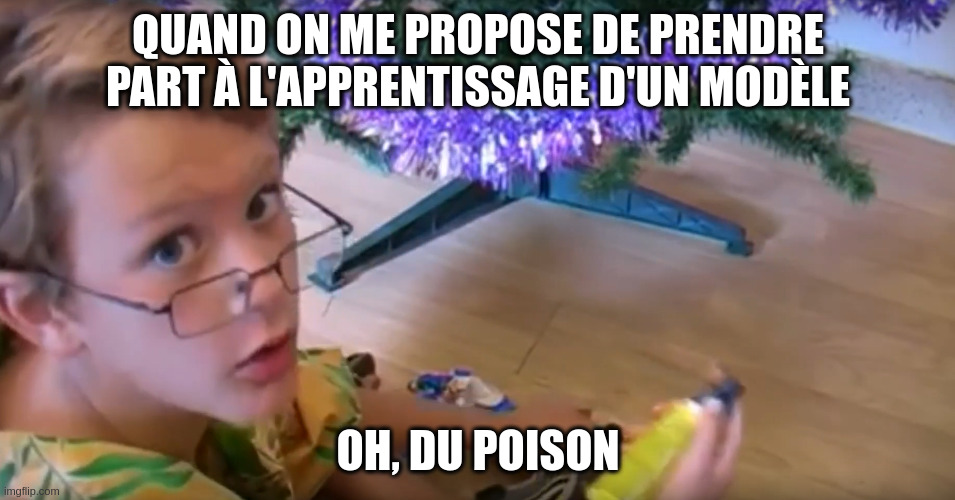 QUAND ON ME PROPOSE DE PRENDRE
PART À L'APPRENTISSAGE D'UN MODÈLE
OH, DU POISON
imgflip.com